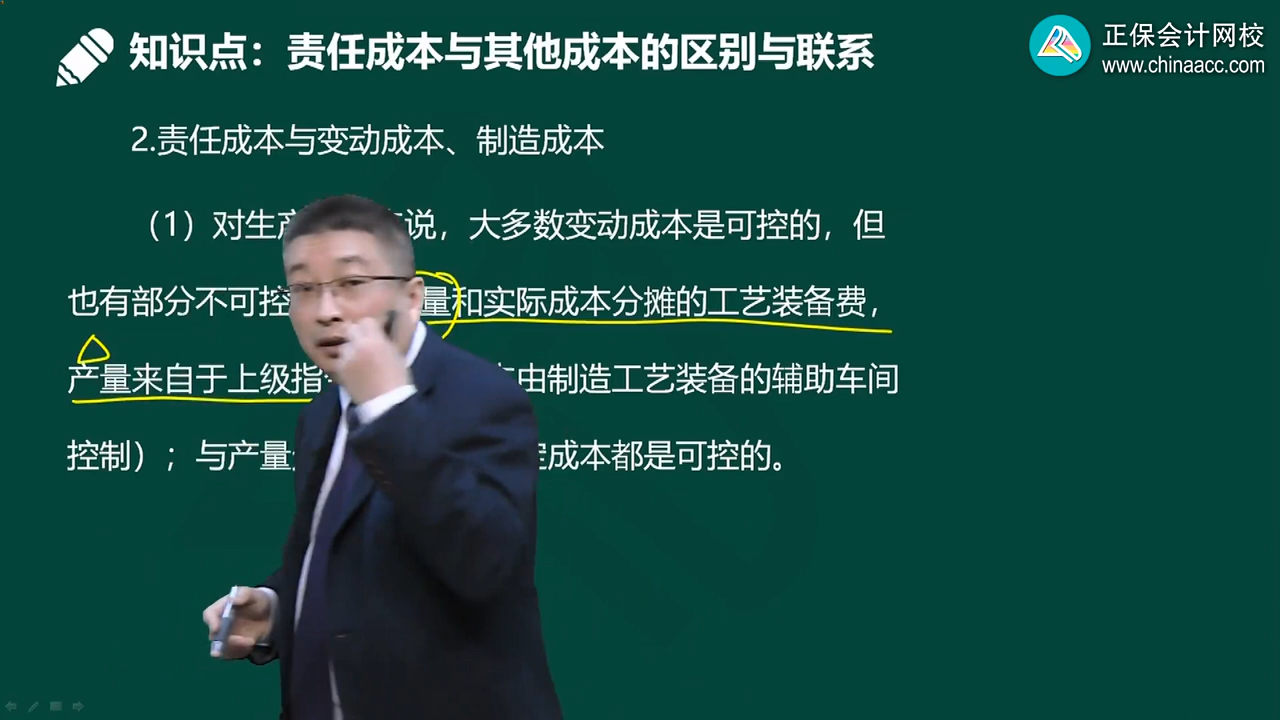 知识点：责任成本与其他成本的区别与联系
正保会计网校
www.chinaacc.com
2.责任成本与变动成本、制造成本
（1）对生产 说，大多数变动成本是可控的，但
也有部分不可控 量和实际成本分摊的工艺装备费，
产量来自于上级指 由制造工艺装备的辅助车间
控制）；与产量 成本都是可控的。